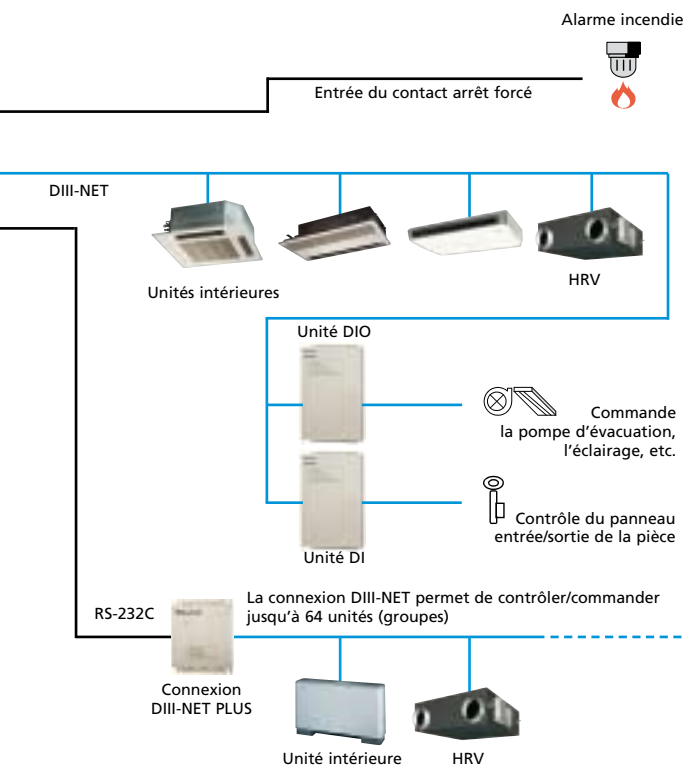 Alarme incendie
Entrée du contact arrêt forcé
DIII-NET
Unités intérieures
HRV
Unité DIO
Commande
la pompe d'évacuation,
l'éclairage, etc.
Contrôle du panneau
entrée/sortie de la pièce
Unité DI
RS-232C
La connexion DIII-NET permet de contrôler/commander
jusqu'à 64 unités (groupes)
Connexion
DIII-NET PLUS
Unité intérieure
HRV